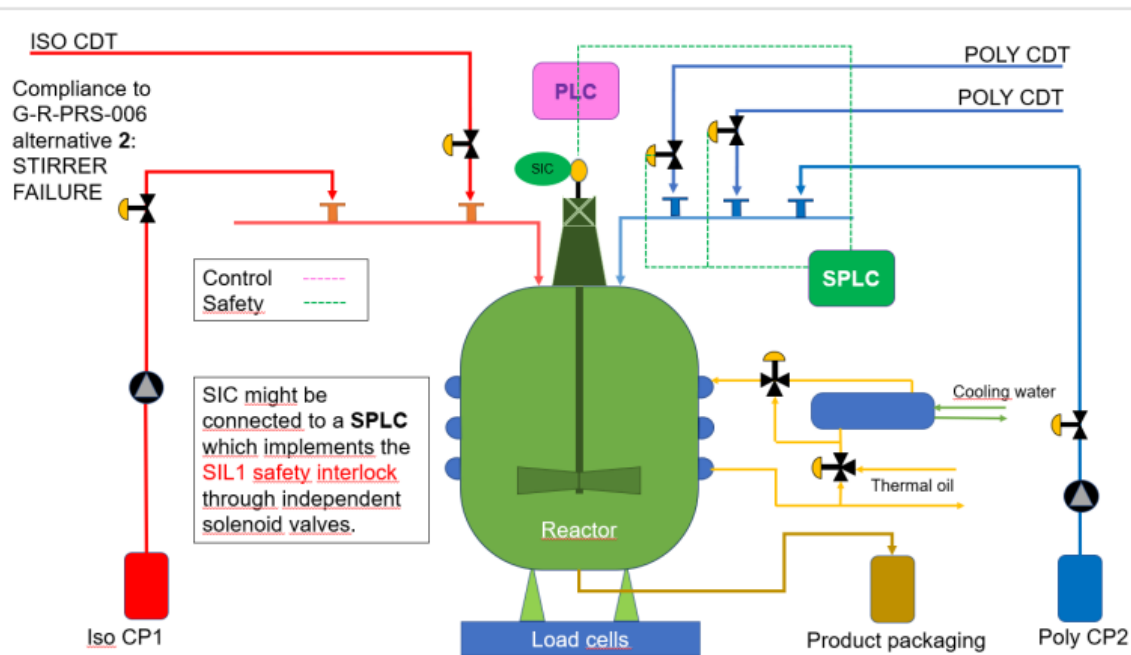 ISO CDT
Compliance to
G-R-PRS-006
alternative 2:
STIRRER
FAILURE
PLC
POLY CDT
POLY CDT
SIC
Control
Safety
SPLC
SIC might be
connected to a SPLC
which implements the
SIL1 safety interlock
through independent
solenoid valves.
Cooling water
Thermal oil
Reactor
Iso CP1
Load cells
Product packaging
Poly CP2